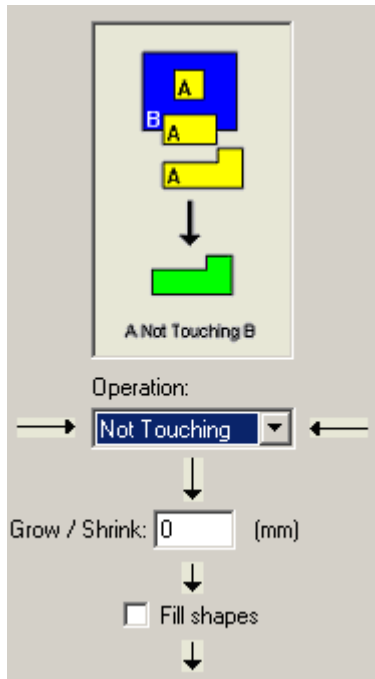 A
B
A
A
A Not Touching B
Operation:
Not Touching
Grow / Shrink: 0 (mm)
Fill shapes